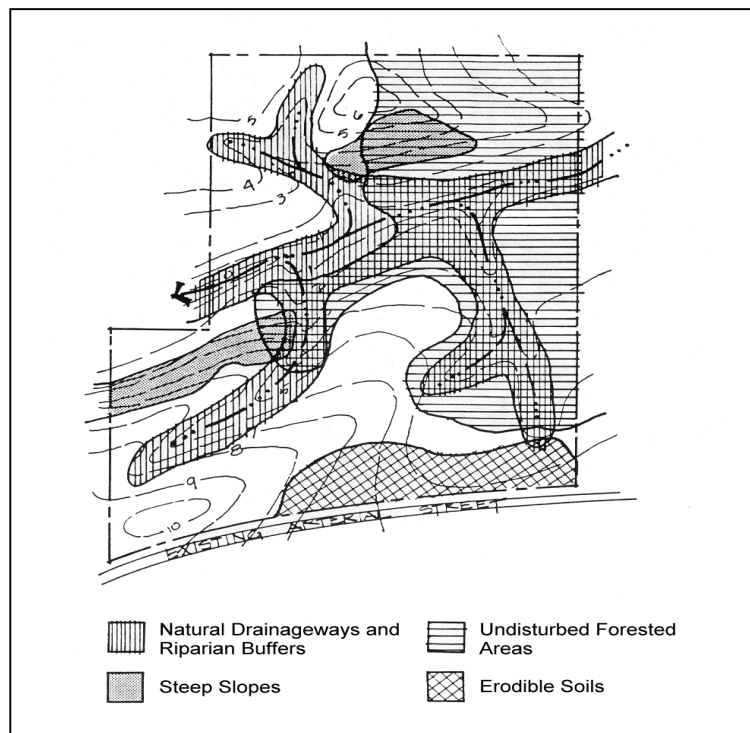 5
6
5
4
3
8
9
10
EXISTING ARTERIAL STREET
Natural Drainageways and
Riparian Buffers
Undisturbed Forested
Areas
Steep Slopes
Erodible Soils